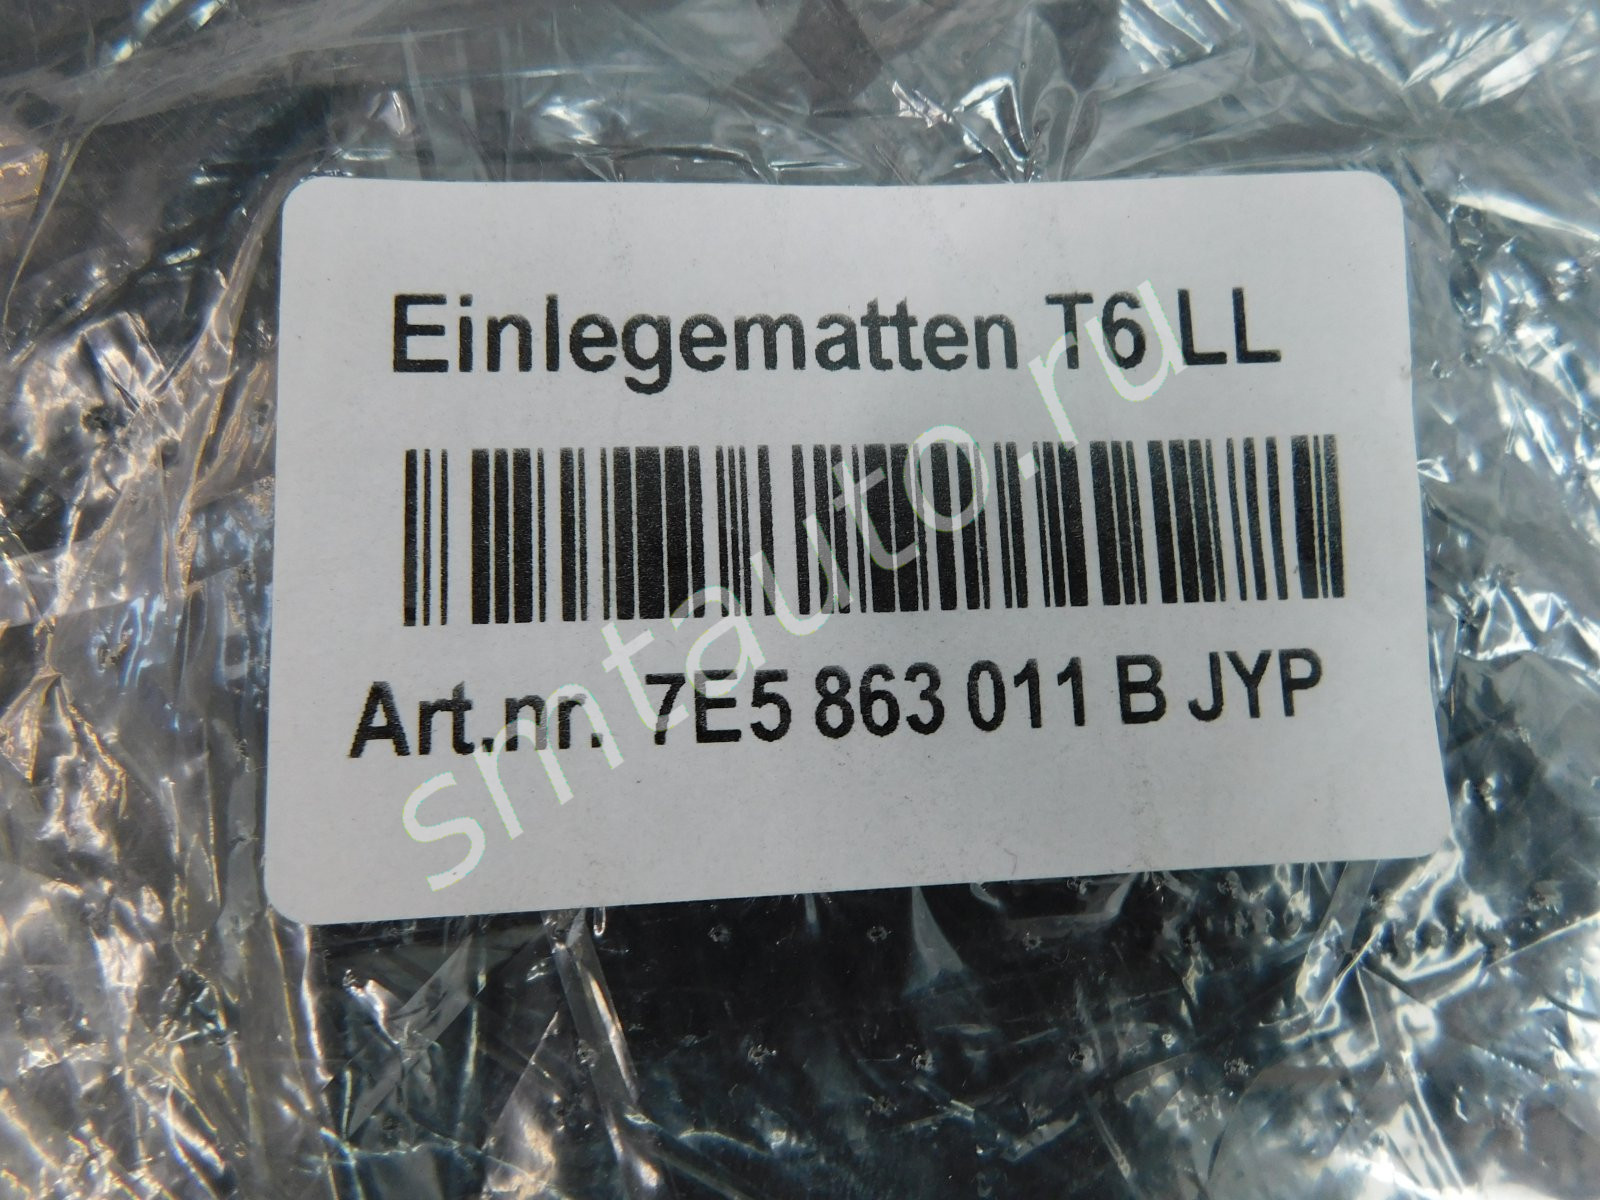 Einlegematten T6 LL
Art.nr. 7E5 863 011 B JYP
smtauto.ru